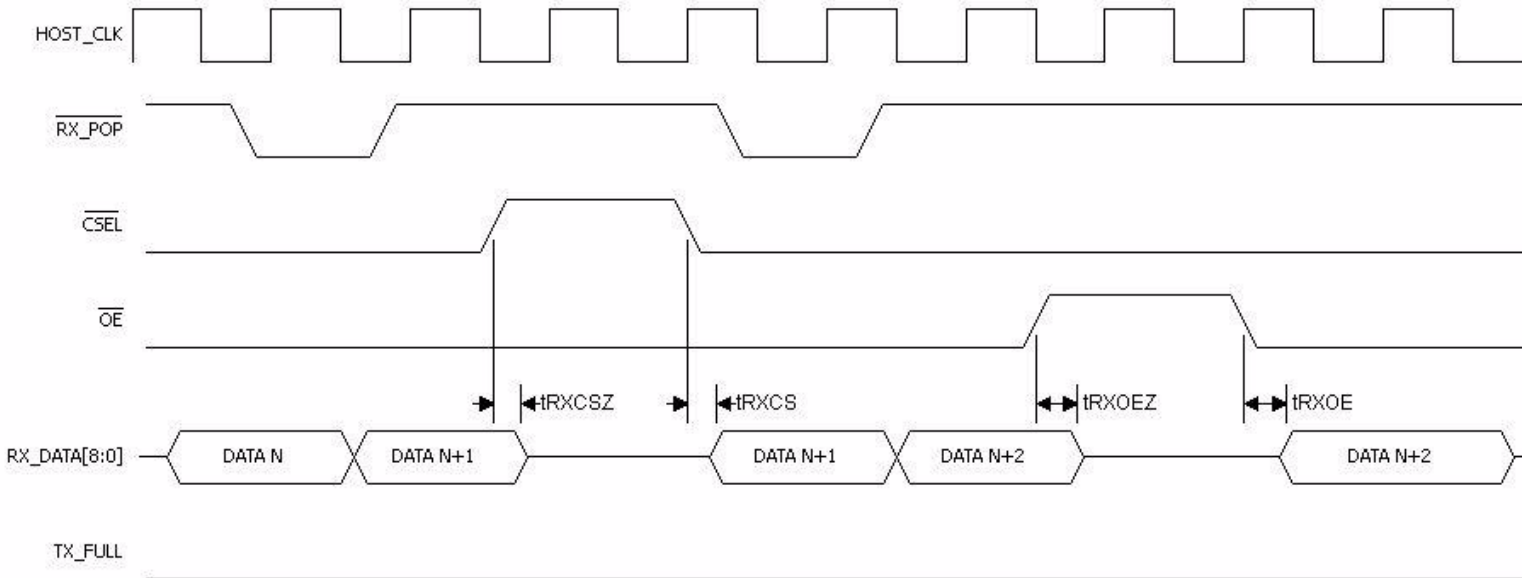 HOST_CLK
RX_POP
CSEL
OE
tRXCSZ
tRXCS
tRXOEZ
tRXOE
RX_DATA[8:0]
DATA N
DATA N+1
DATA N+1
DATA N+2
DATA N+2
TX_FULL